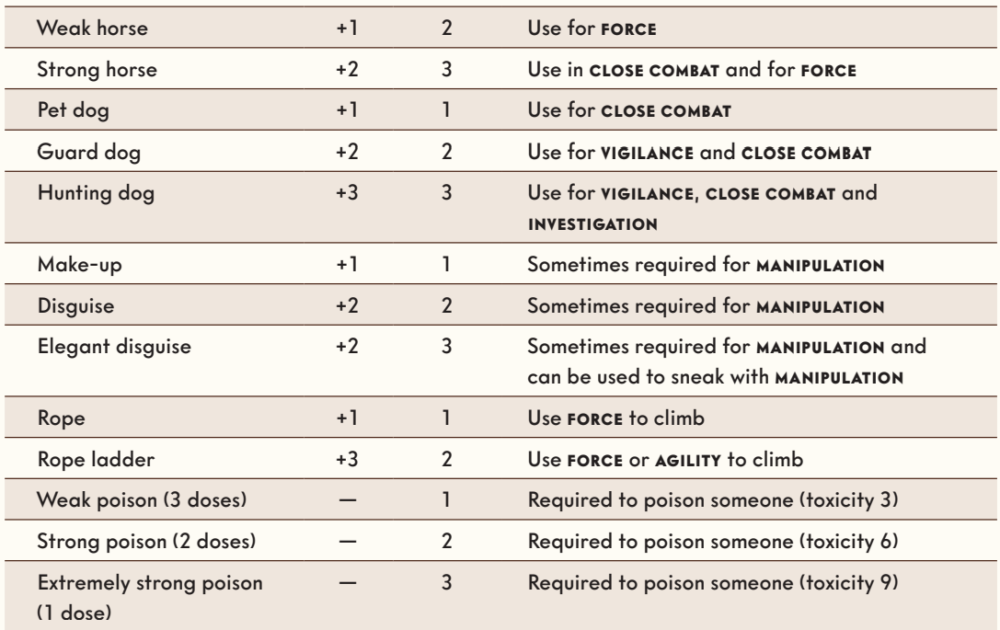 Weak horse +1 2 Use for FORCE
Strong horse +2 3 Use in CLOSE COMBAT and for FORCE
Pet dog +1 1 Use for CLOSE COMBAT
Guard dog +2 2 Use for VIGILANCE and CLOSE COMBAT
Hunting dog +3 3 Use for VIGILANCE, CLOSE COMBAT and
INVESTIGATION
Make-up +1 1 Sometimes required for MANIPULATION
Disguise +2 2 Sometimes required for MANIPULATION
Elegant disguise +2 3 Sometimes required for MANIPULATION and
can be used to sneak with MANIPULATION
Rope +1 1 Use FORCE to climb
Rope ladder +3 2 Use FORCE or AGILITY to climb
Weak poison (3 doses) — 1 Required to poison someone (toxicity 3)
Strong poison (2 doses) — 2 Required to poison someone (toxicity 6)
Extremely strong poison — 3 Required to poison someone (toxicity 9)
(1 dose)